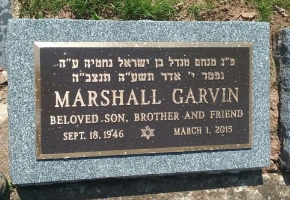 פ"נ מנחם מנדל בן ישראל נחמיה ע"ה
נפטר י' אדר תשע"ה תנצב"ה
MARSHALL GARVIN
BELOVED SON, BROTHER AND FRIEND
SEPT. 18, 1946 MARCH 1, 2015